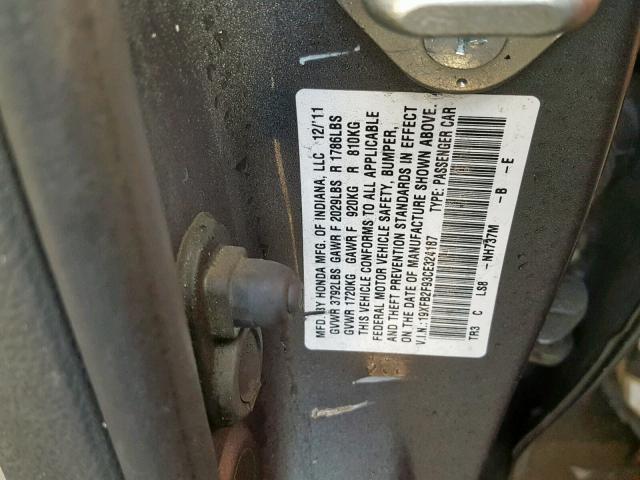 MFD.BY HONDA MFG. OF INDIANA, LLC 12/'11
GVWR 3792LBS GAWR F 2029LBS R 1786LBS
GVWR 1720KG GAWR F 920KG R 810KG
THIS VEHICLE CONFORMS TO ALL APPLICABLE
FEDERAL MOTOR VEHICLE SAFETY, BUMPER,
AND THEFT PREVENTION STANDARDS IN EFFECT
ON THE DATE OF MANUFACTURE SHOWN ABOVE.
V.I.N.:19XFB2F93CE324187 TYPE: PASSENGER CAR
TR3 C LS8 -NH737M -B -E